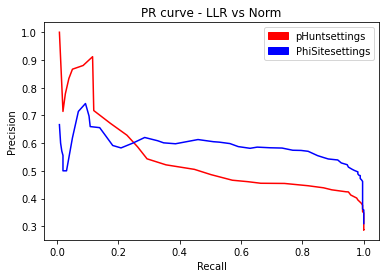 PR curve - LLR vs Norm
pHuntsettings
PhiSitesettings
Precision
1.0
0.9
0.8
0.7
0.6
0.5
0.4
0.3
0.0 0.2 0.4 0.6 0.8 1.0
Recall